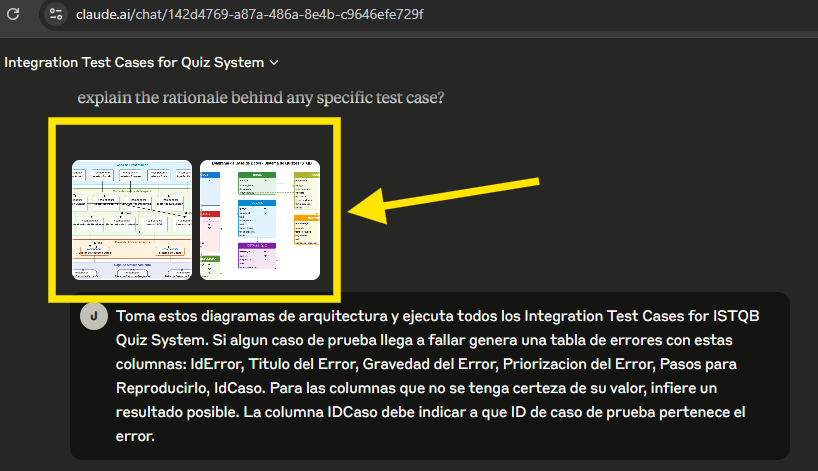 claude.ai/chat/142d4769-a87a-486a-8e4b-c9646efe729f
Integration Test Cases for Quiz System
explain the rationale behind any specific test case?
J
Toma estos diagramas de arquitectura y ejecuta todos los Integration Test Cases for ISTQB
Quiz System. Si algun caso de prueba llega a fallar genera una tabla de errores con estas
columnas: IdError, Titulo del Error, Gravedad del Error, Priorizacion del Error, Pasos para
Reproducirlo, IdCaso. Para las columnas que no se tenga certeza de su valor, infiere un
resultado posible. La columna IDCaso debe indicar a que ID de caso de prueba pertenece el
error.